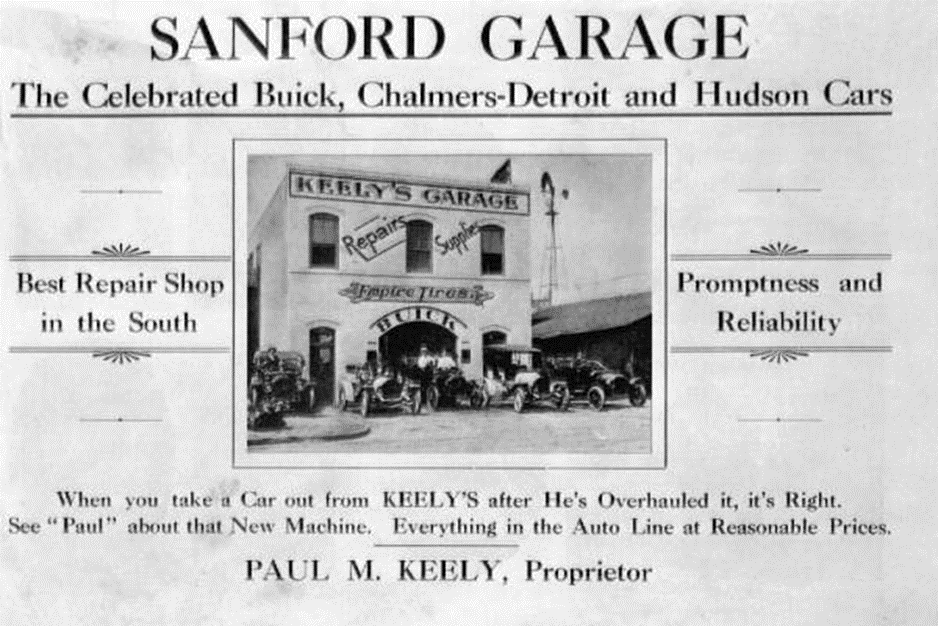 SANFORD GARAGE
The Celebrated Buick, Chalmers-Detroit and Hudson Cars
KEELY'S GARAGE
Repairs
Supplies
Empire Tires
BUICK
Best Repair Shop
in the South
Promptness and
Reliability
When you take a Car out from KEELY'S after He's Overhauled it, it's Right.
See "Paul" about that New Machine. Everything in the Auto Line at Reasonable Prices.
PAUL M. KEELY, Proprietor